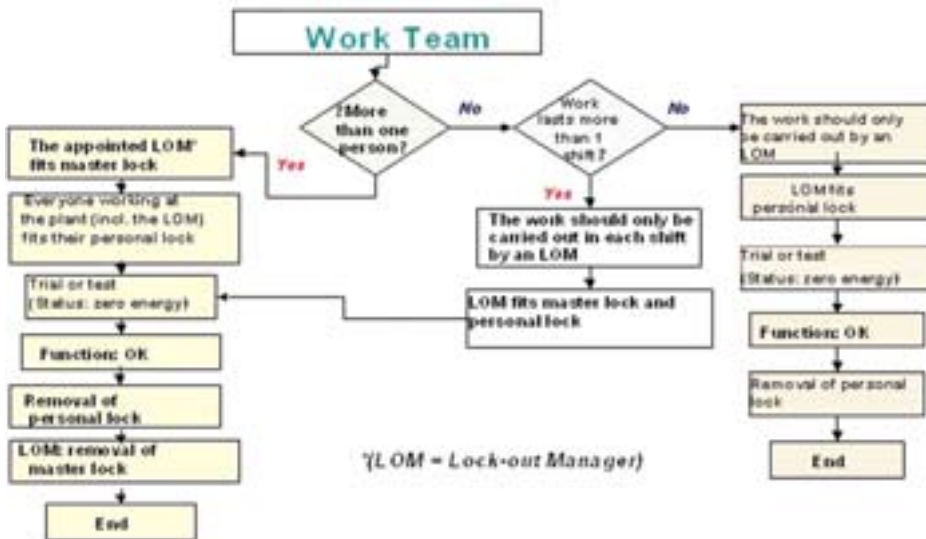 Work Team
?More
than one
person?
No
Work
lasts more
than 1
shift?
No
Yes
Yes
The appointed LOM*
fits master lock
Everyone working at
the plant (incl. the LOM)
fits their personal lock
Trial or test
(Status: zero energy)
Function: OK
Removal of
personal lock
LOM: removal of
master lock
End
The work should only be
carried out in each shift
by an LOM
LOM fits master lock and
personal lock
The work should only
be carried out by an
LOM
LOM fits
personal lock
Trial or test
(Status: zero energy)
Function: OK
Removal of personal
lock
End
*(LOM = Lock-out Manager)